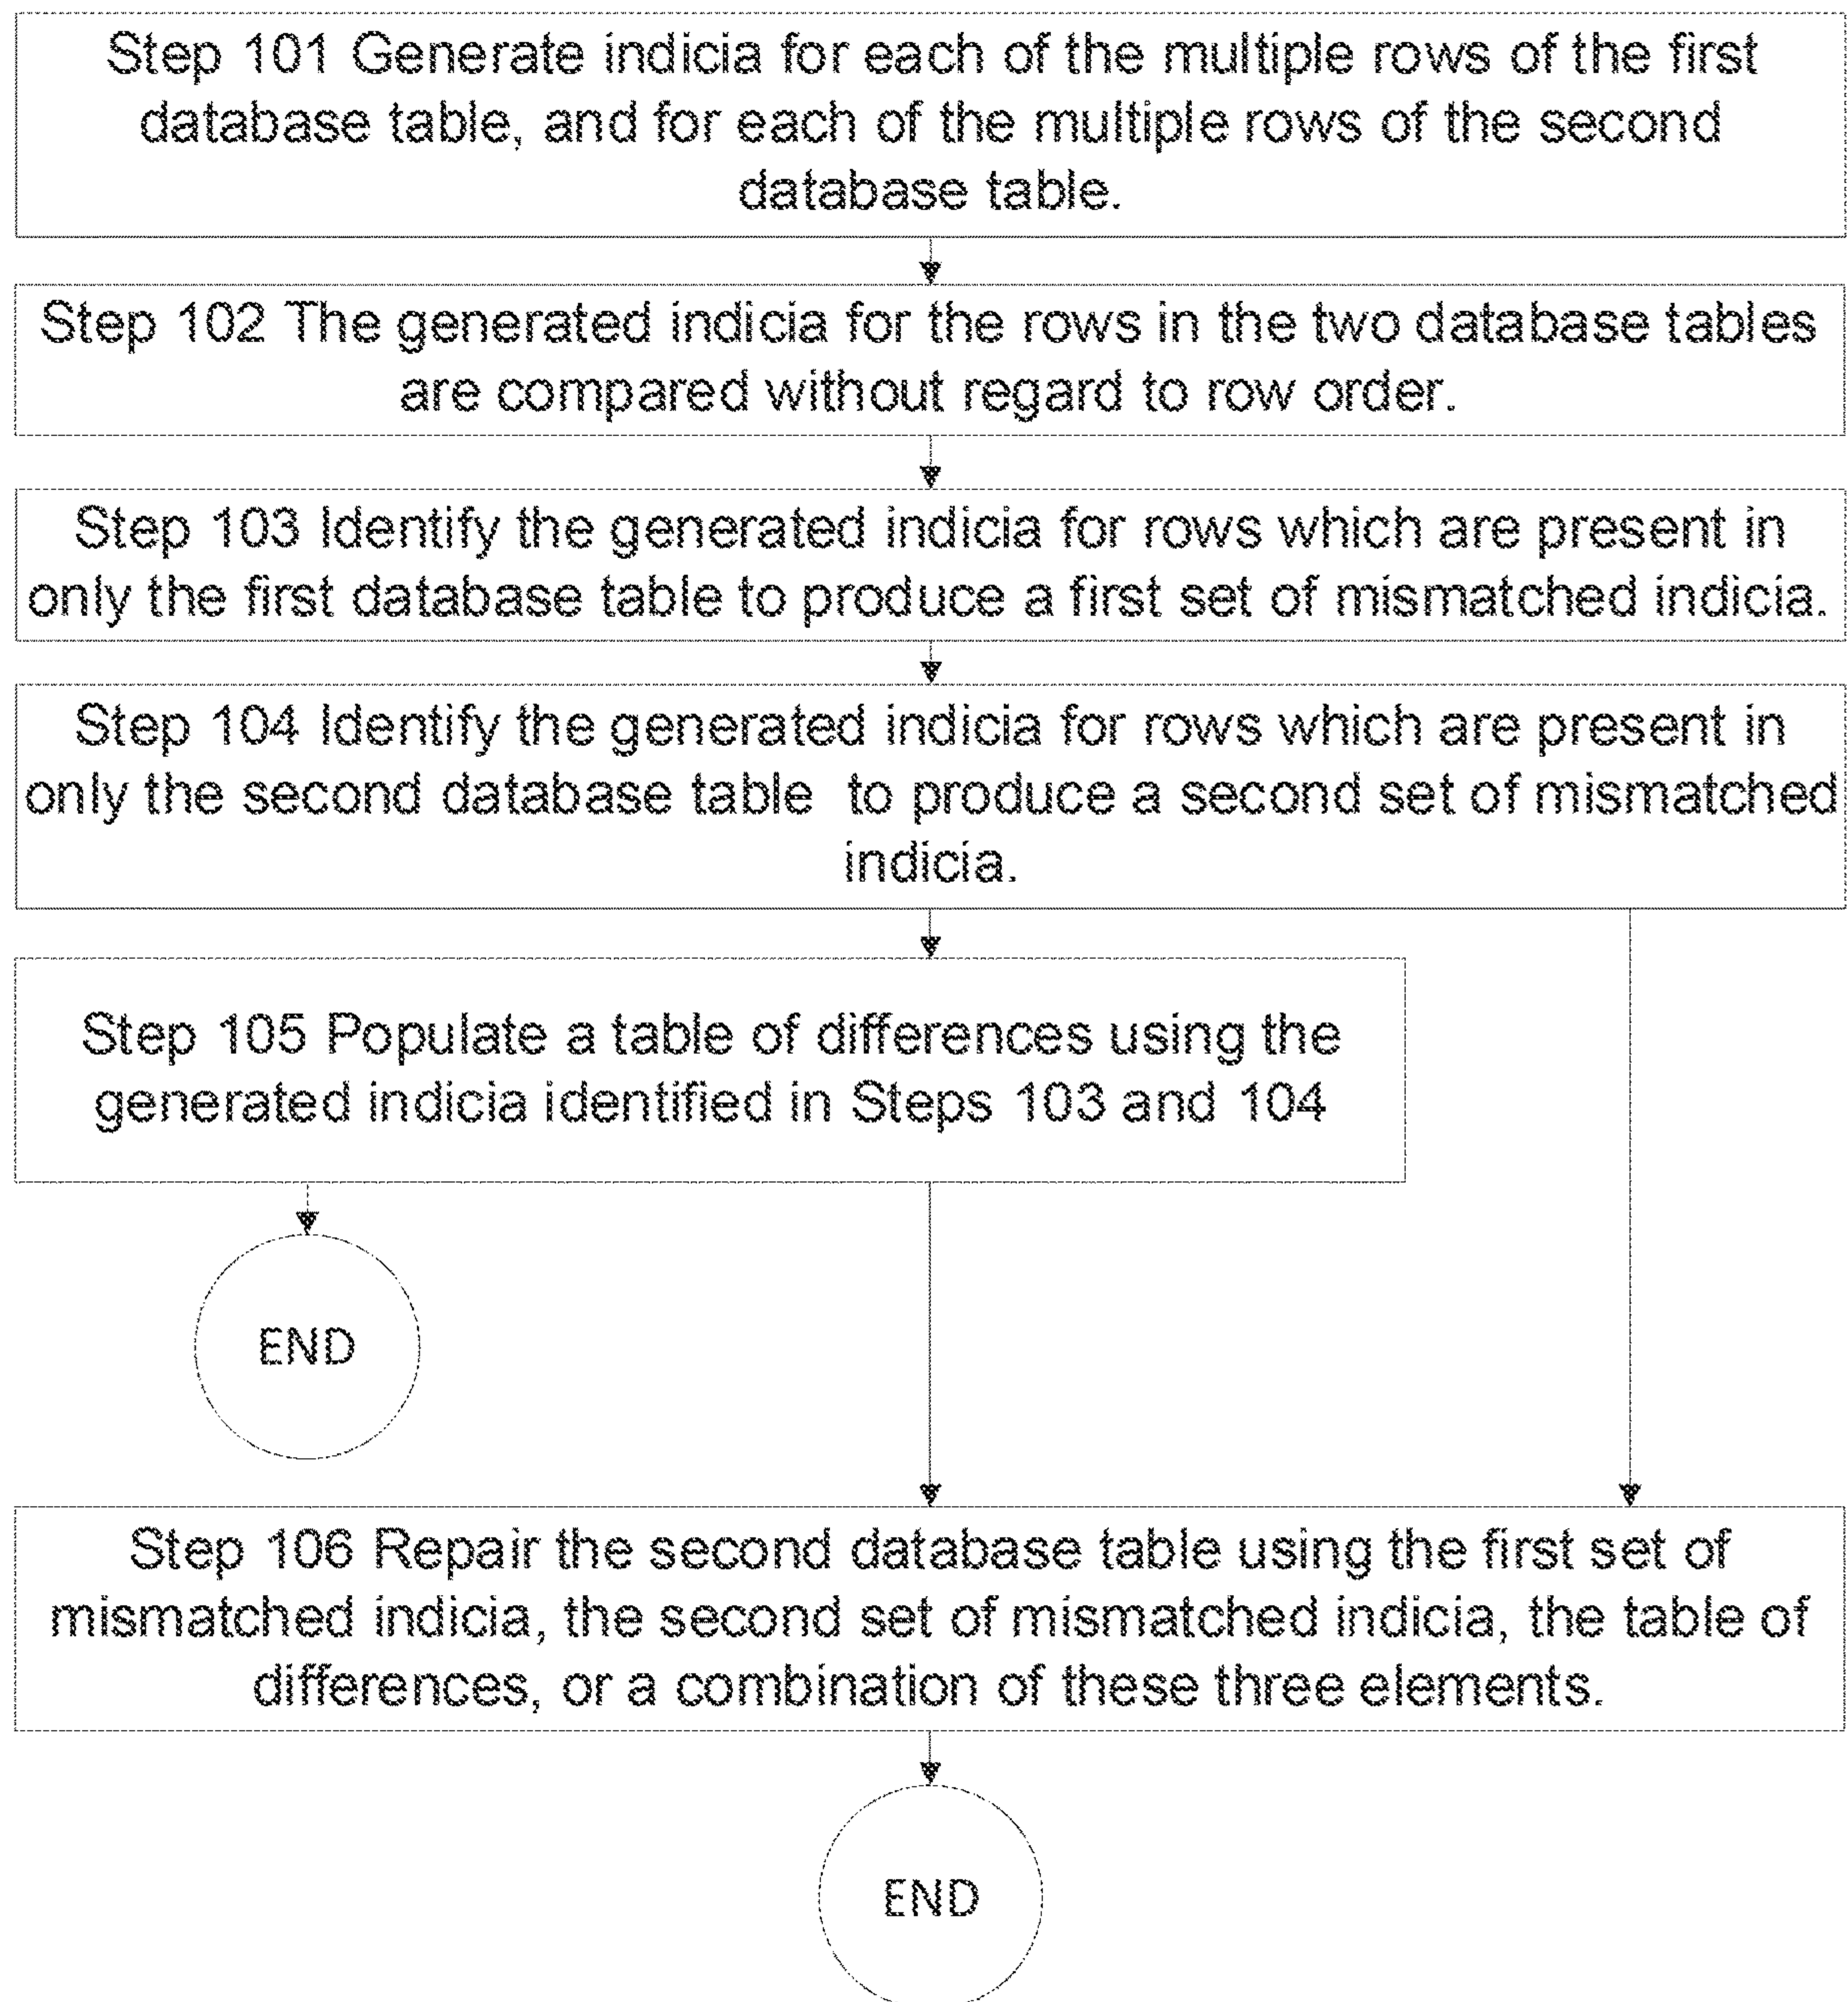 Step 101 Generate indicia for each of the multiple rows of the first
database table, and for each of the multiple rows of the second
database table.
Step 102 The generated indicia for the rows in the two database tables
are compared without regard to row order.
Step 103 Identify the generated indicia for rows which are present in
only the first database table to produce a first set of mismatched indicia.
Step 104 Identify the generated indicia for rows which are present in
only the second database table to produce a second set of mismatched
indicia.
Step 105 Populate a table of differences using the
generated indicia identified in Steps 103 and 104
END
Step 106 Repair the second database table using the first set of
mismatched indicia, the second set of mismatched indicia, the table of
differences, or a combination of these three elements.
END